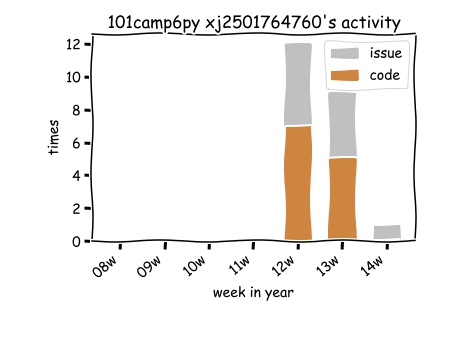 101camp6py xj2501764760's activity
issue
code
times
12
10
8
6
4
2
0
08w 09w 10w 11w 12w 13w 14w
week in year